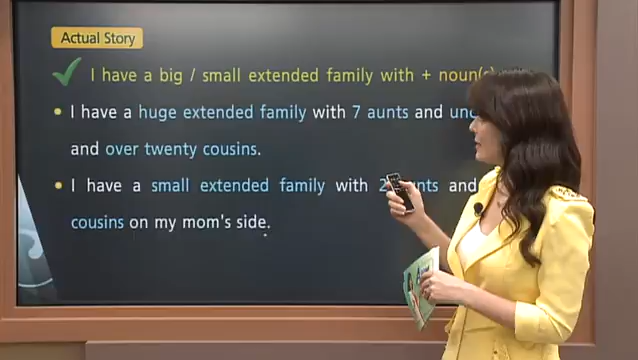 Actual Story
I have a big / small extended family with + noun(s)
I have a huge extended family with 7 aunts and
and over twenty cousins.
I have a small extended family with 2 and
cousins on my mom's side.